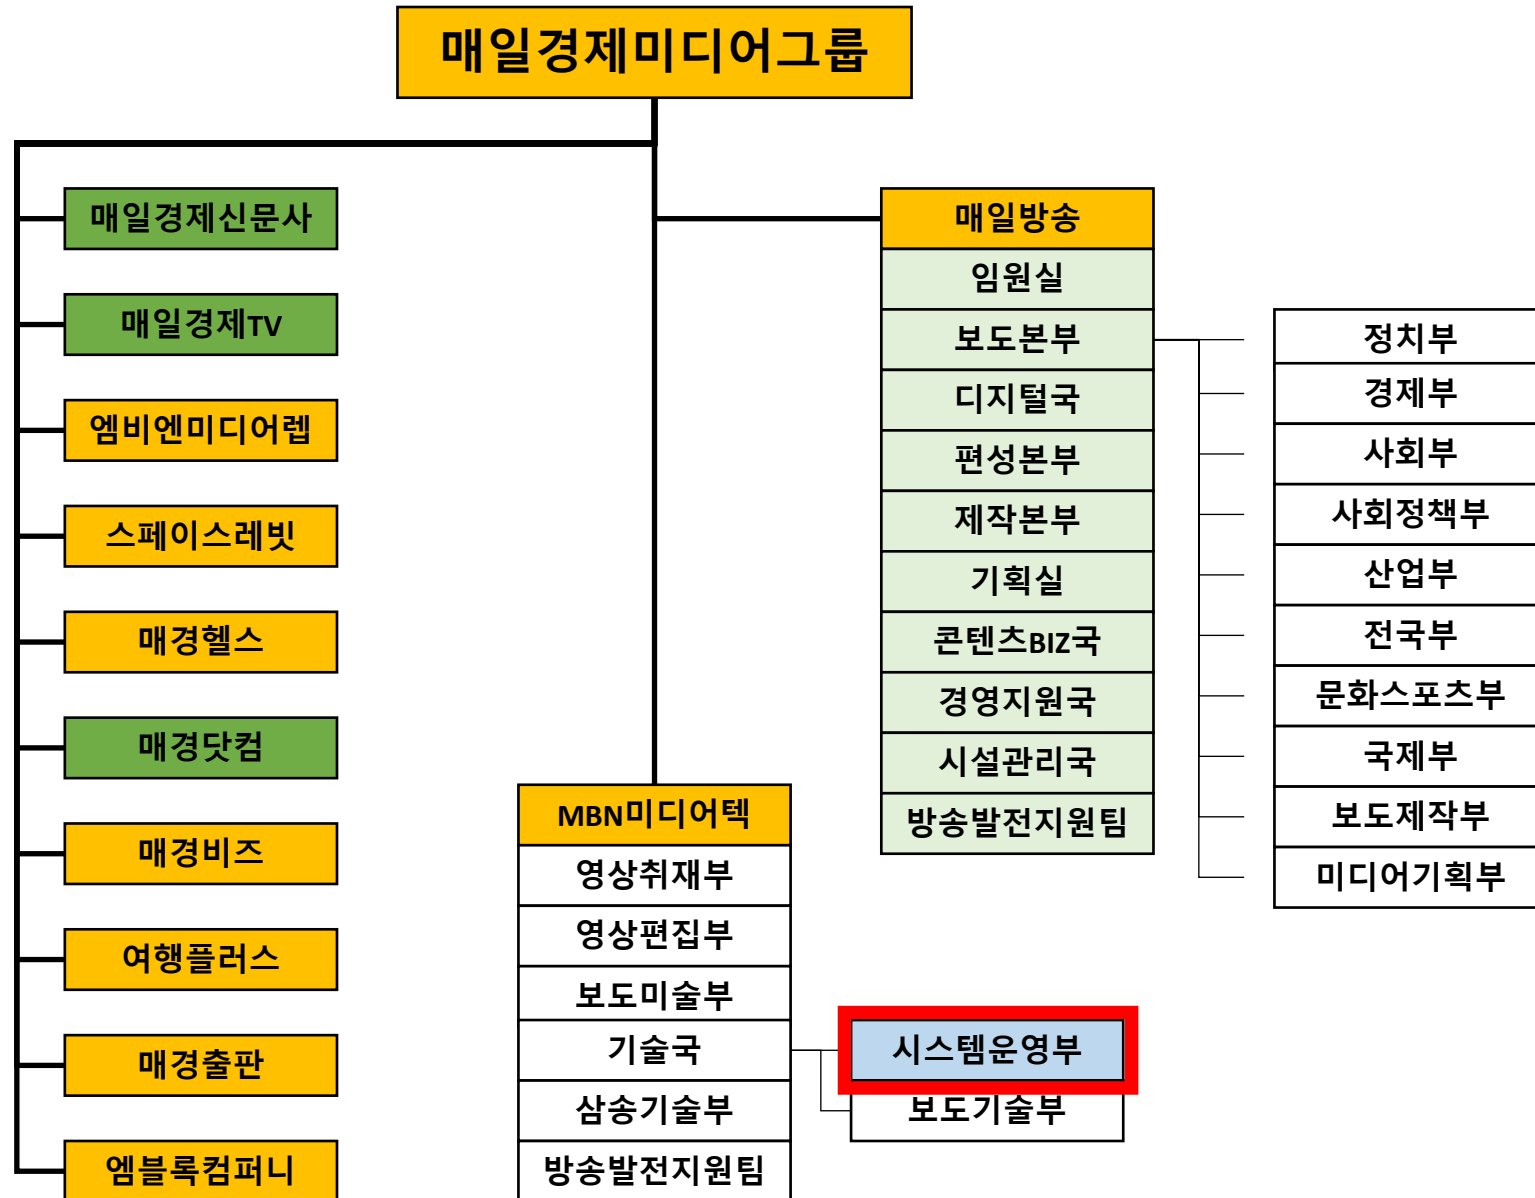 매일경제미디어그룹
매일경제신문사
매일경제TV
엠비엔미디어렙
스페이스레빗
매경헬스
매경닷컴
매경비즈
여행플러스
매경출판
엠블록컴퍼니
MBN미디어텍
영상취재부
영상편집부
보도미술부
기술국
삼송기술부
방송발전지원팀
시스템운영부
보도기술부
매일방송
임원실
보도본부
디지털국
편성본부
제작본부
기획실
콘텐츠BIZ국
경영지원국
시설관리국
방송발전지원팀
정치부
경제부
사회부
사회정책부
산업부
전국부
문화스포츠부
국제부
보도제작부
미디어기획부